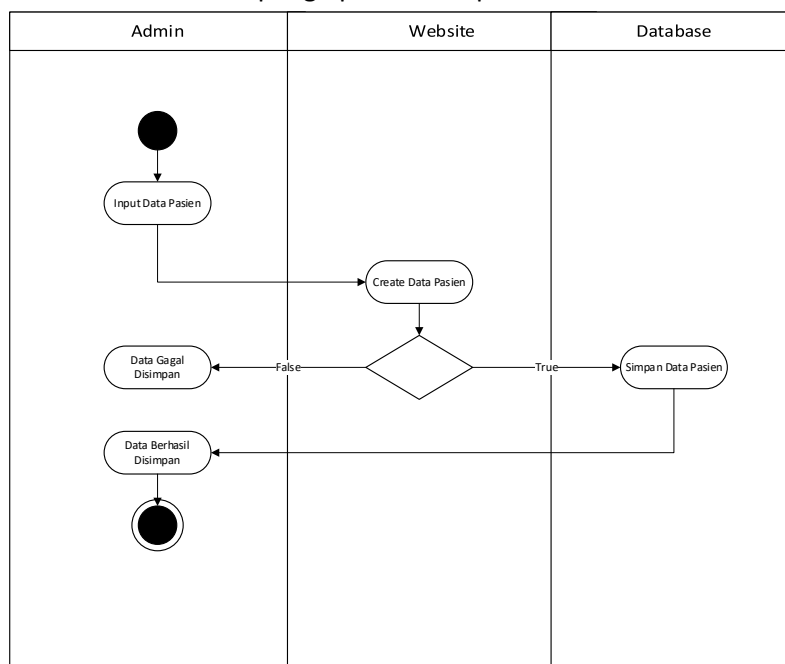 Admin
Website
Database
Input Data Pasien
Create Data Pasien
Data Gagal
Disimpan
False
True
Simpan Data Pasien
Data Berhasil
Disimpan